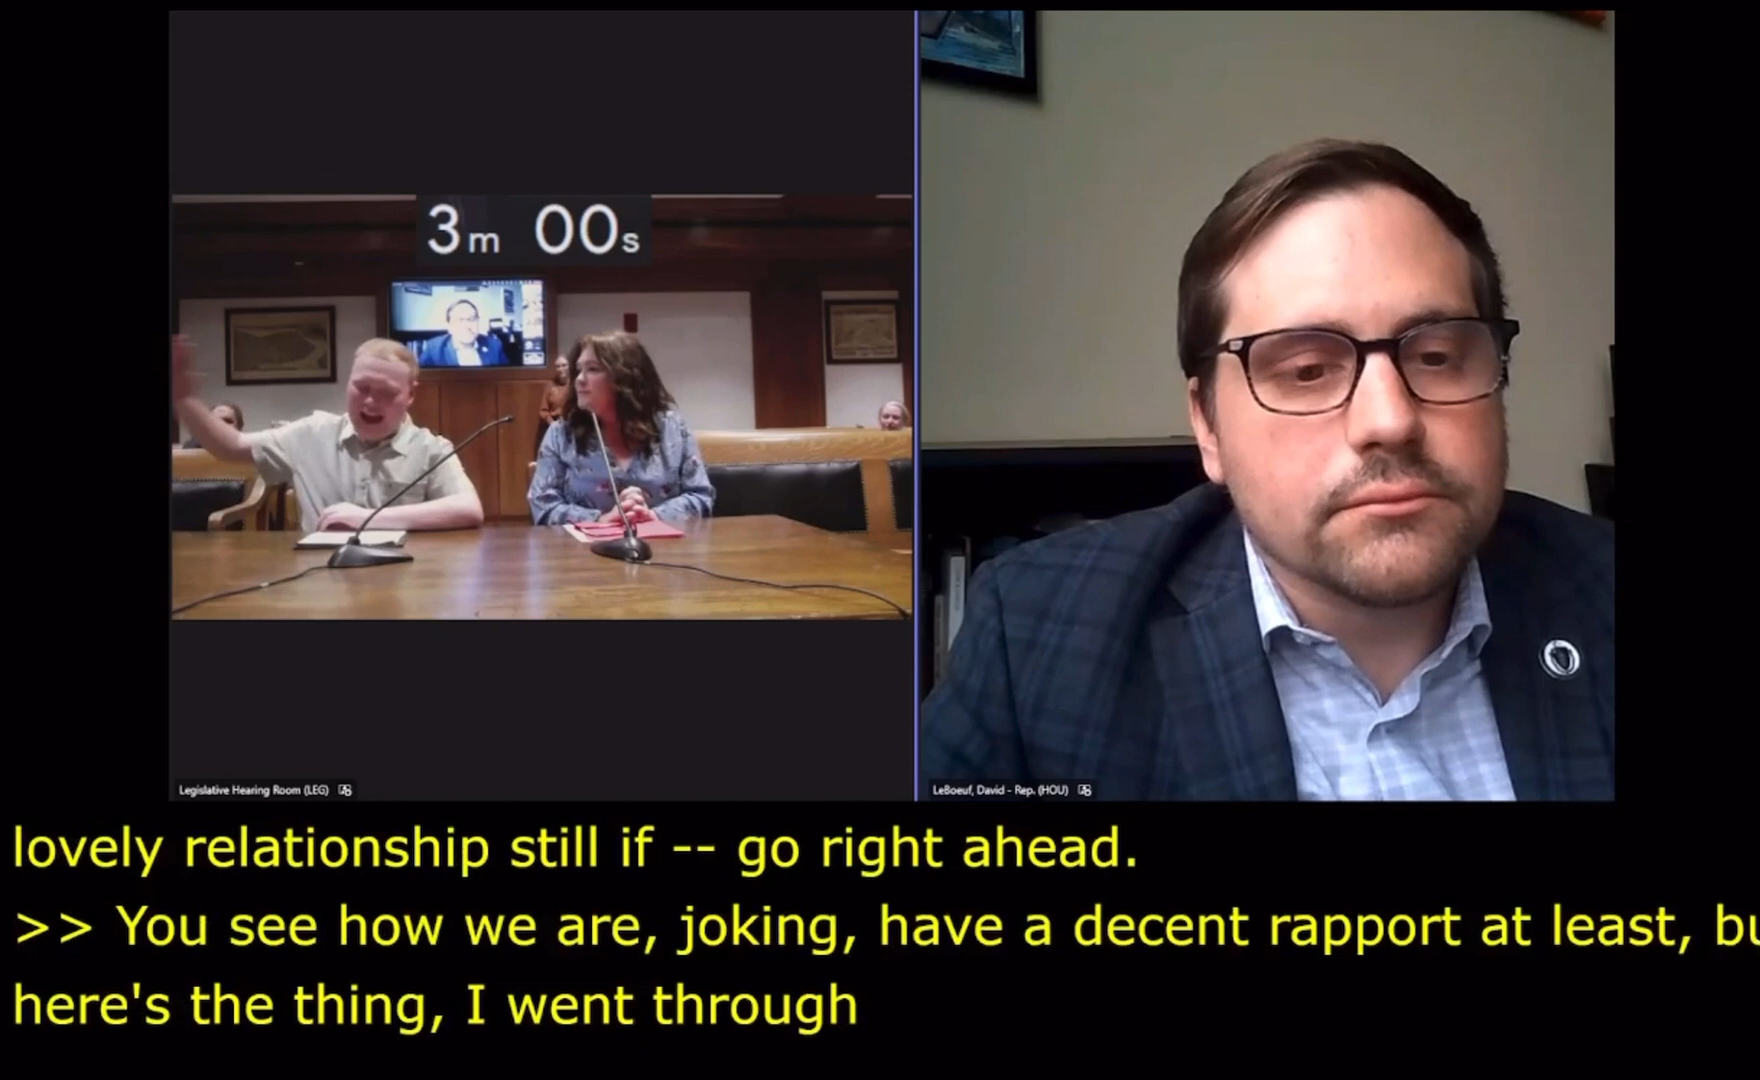 3m 00s
Legislative Hearing Room (LEG)
LeBoeuf, David - Rep. (HOU)
lovely relationship still if -- go right ahead.
>> You see how we are, joking, have a decent rapport at least, bu
here's the thing, I went through